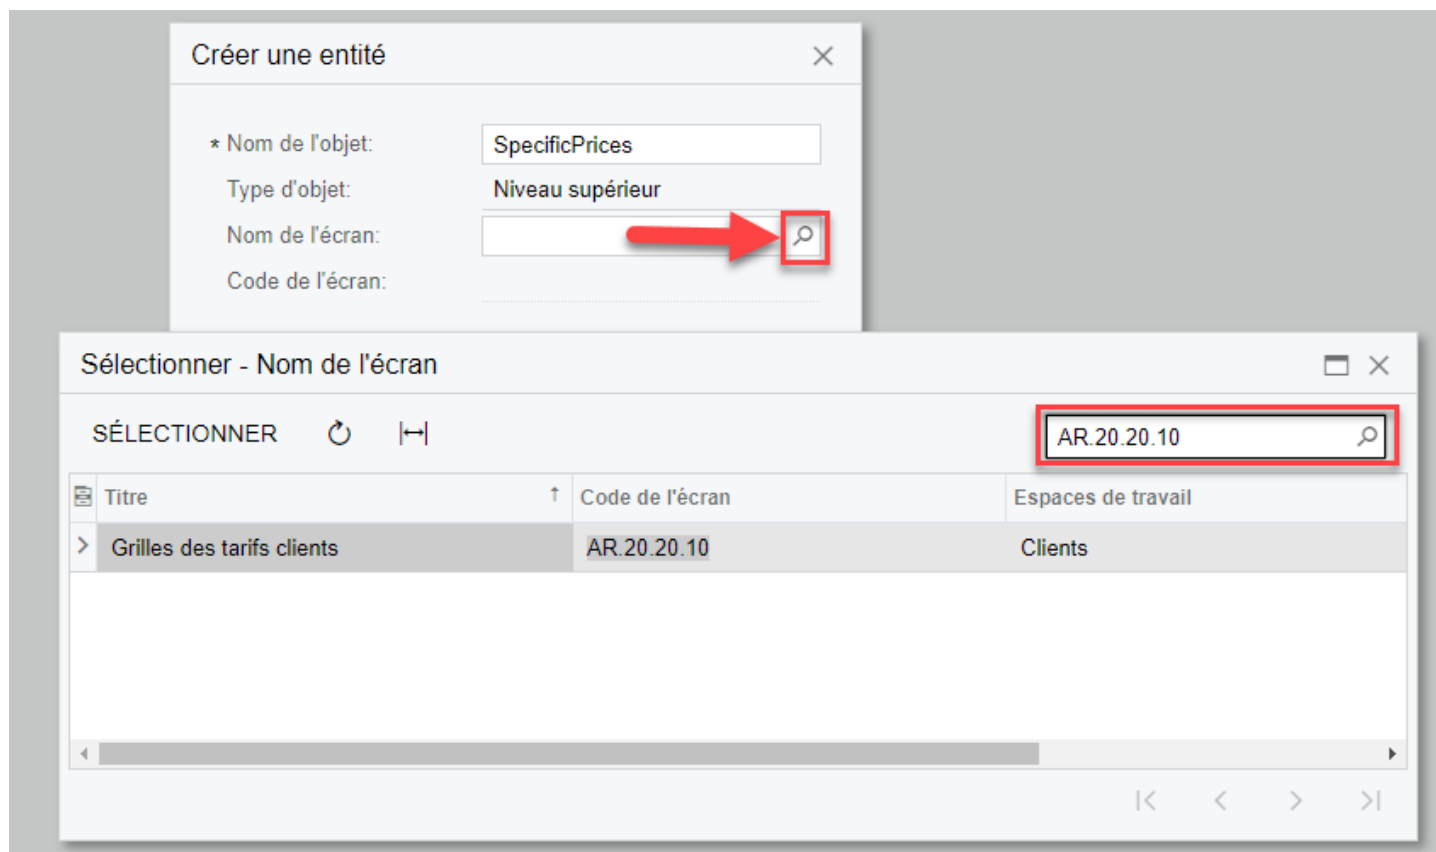 Créer une entité
* Nom de l'objet: SpecificPrices
Type d'objet: Niveau supérieur
Nom de l'écran:
Code de l'écran:
Sélectionner - Nom de l'écran
SÉLECTIONNER AR.20.20.10
Titre Code de l'écran Espaces de travail
Grilles des tarifs clients AR.20.20.10 Clients